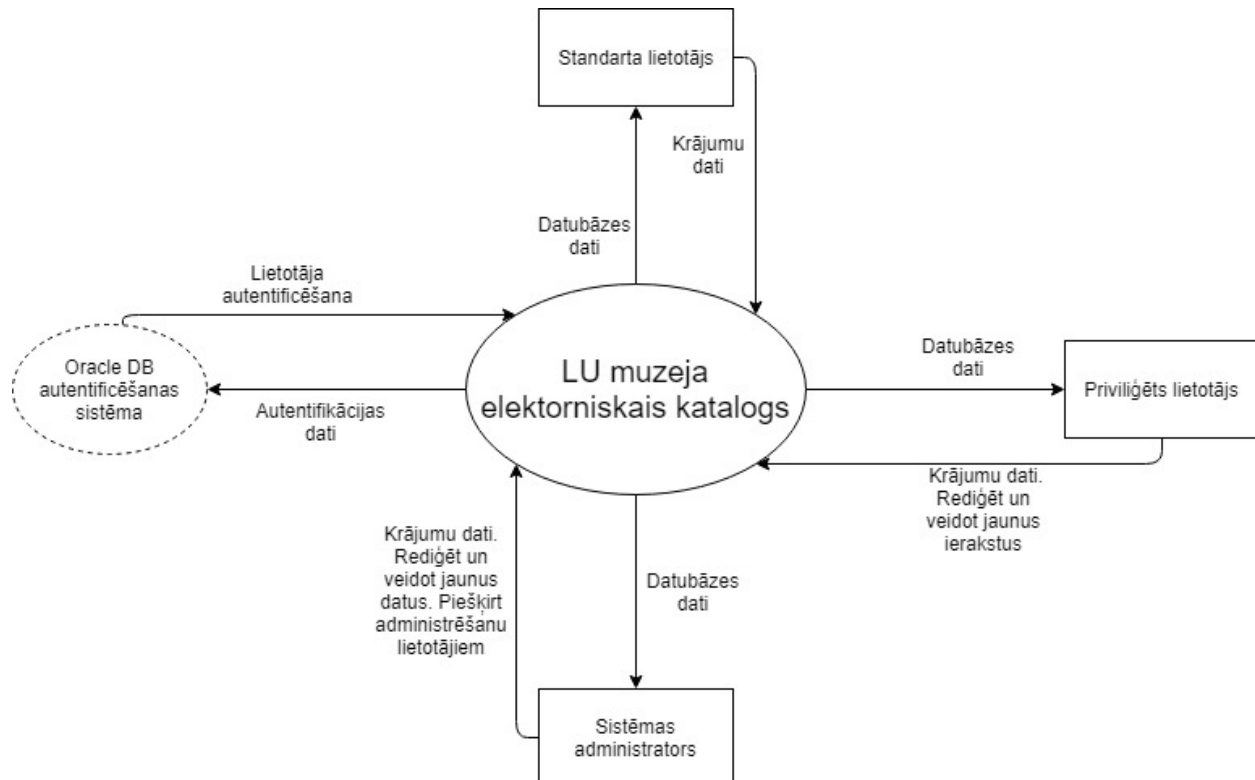 Standarta lietotājs
Krājumu
dati
Datubāzes
dati
Lietotāja
autentificēšana
Oracle DB
autentificēšanas
sistēma
Autentifikācijas
dati
LU muzeja
elektorniskais katalogs
Datubāzes
dati
Priviliģēts lietotājs
Krājumu dati.
Rediģēt un
veidot jaunus
ierakstus
Krājumu dati.
Rediģēt un
veidot jaunus
datus. Piešķirt
administrēšanu
lietotājiem
Datubāzes
dati
Sistēmas
administrators